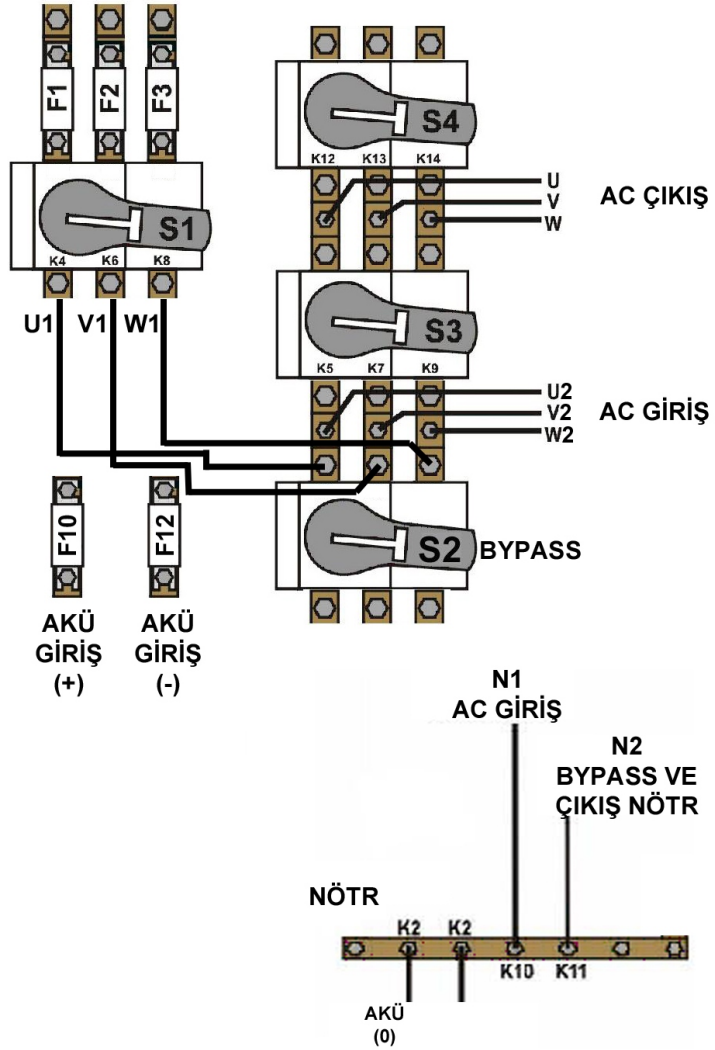 F1
F2
F3
S4
K12 K13 K14
U
V
W
AC ÇIKIŞ
S1
K4 K6 K8
U1 V1 W1
S3
K5 K7 K9
U2
V2
W2
AC GİRİŞ
F10
F12
S2 BYPASS
AKÜ
GİRİŞ
(+)
AKÜ
GİRİŞ
(-)
N1
AC GİRİŞ
N2
BYPASS VE
ÇIKIŞ NÖTR
NÖTR
K2 K2
K10 K11
AKÜ
(0)